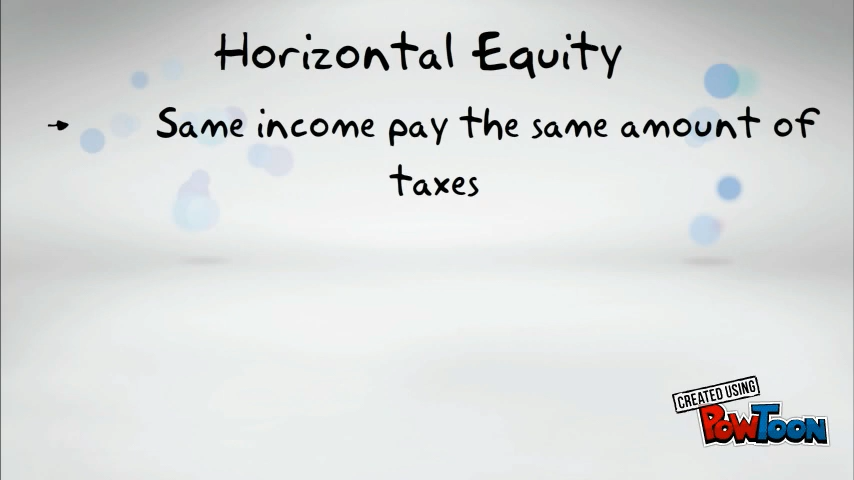 Horizontal Equity
→ Same income pay the same amount of
taxes
CREATED USING
POWTOON